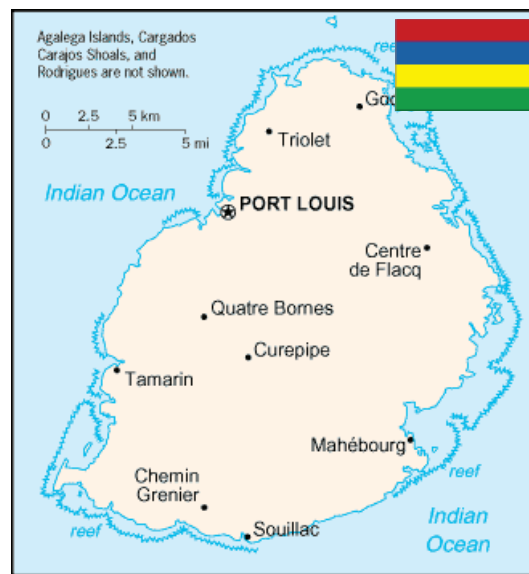 Agalega Islands, Cargados
Carajos Shoals, and
Rodrigues are not shown.
reef
0 2.5 5 km
0 2.5 5 mi
Triolet
Indian Ocean
PORT LOUIS
Centre
de Flacq
Quatre Bornes
Curepipe
Tamarin
Mahébourg
reef
Chemin
Grenier
Souillac
reef
Indian
Ocean